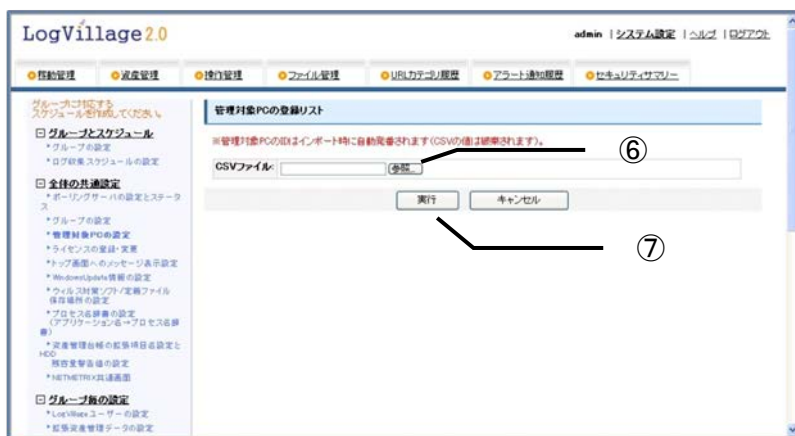 LogVillage 2.0
admin | システム設定 | ヘルプ | ログアウト
稼動管理 資産管理 操作管理 ファイル管理 URLカテゴリ履歴 アラート通知履歴 セキュリティサマリー
グループに対応する
スケジュールを作成してください。
グループとスケジュール
グループの設定
ログ収集スケジュールの設定
全体の共通設定
ポーリングサーバの設定とステータ
ス
グループの設定
管理対象PCの設定
ライセンスの登録・変更
トップ画面へのメッセージ表示設定
WindowsUpdate情報の設定
ウィルス対策ソフト/定義ファイル
保存場所の設定
プロセス名辞書の設定
(アプリケーション名→プロセス名辞
書)
資産管理台帳の拡張項目名設定と
HDD
残容量警告値の設定
NETMETRIX共通画面
グループ毎の設定
LogVillageユーザーの設定
拡張資産管理データの設定
管理対象PCの登録リスト
※管理対象PCのIDはインポート時に自動発番されます(CSVの値は破棄されます)。
CSVファイル: 参照... ⑥
実行 キャンセル
⑦